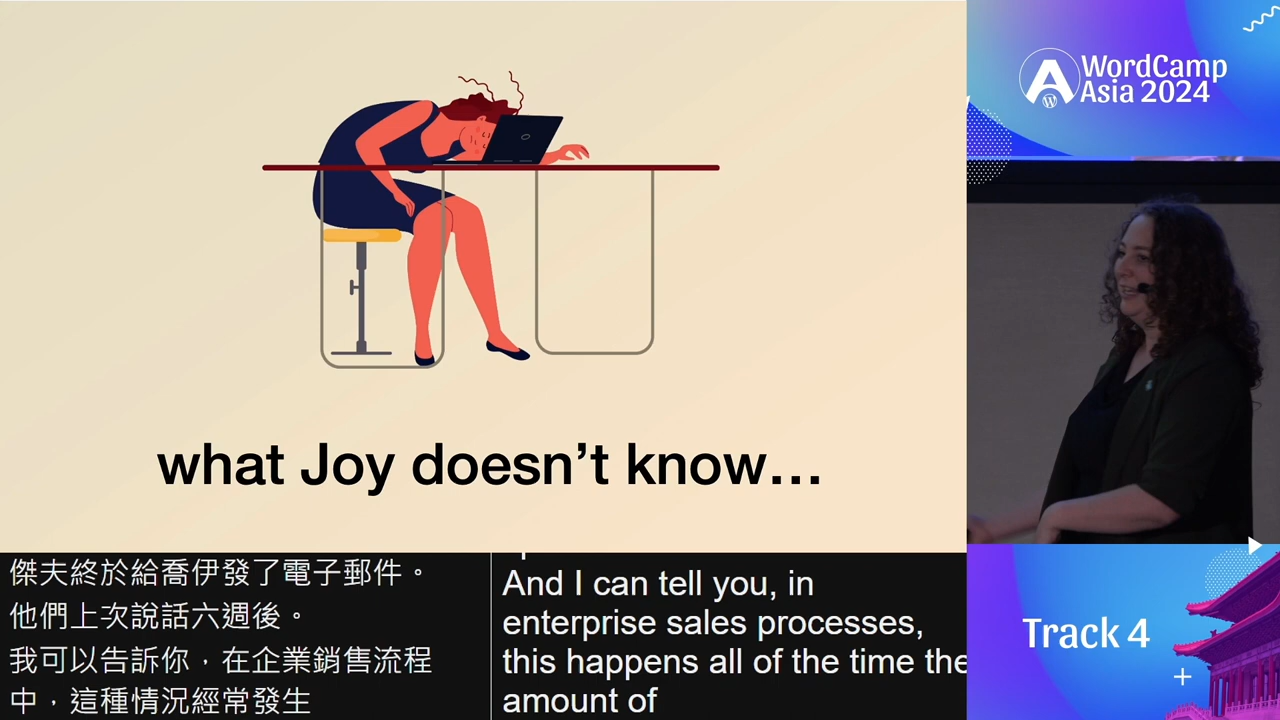 what Joy doesn’t know…
傑夫終於給喬伊發了電子郵件。
他們上次說話六週後。
我可以告訴你，在企業銷售流程
中，這種情況經常發生
And I can tell you, in
enterprise sales processes,
this happens all of the time the
amount of
WordCamp
Asia 2024
Track 4